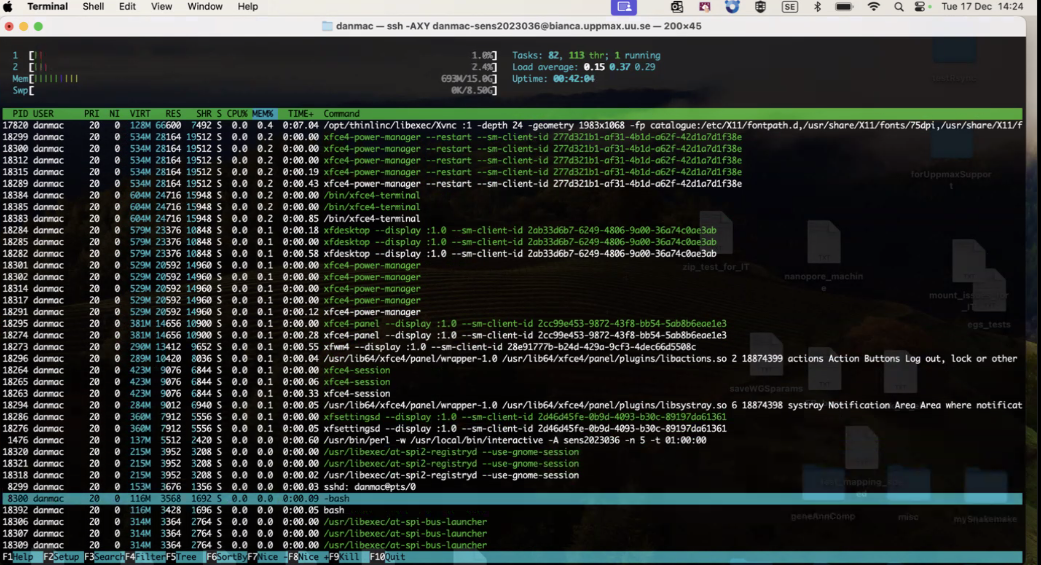 Terminal Shell Edit View Window Help SE Tue 17 Dec 14:24
danmac — ssh -AXY danmac-sens2023036@bianca.uppmax.uu.se — 200×45
1 [|| 1.0%] Tasks: 82, 113 thr; 1 running
2 [||| 2.4%] Load average: 0.15 0.37 0.29
Mem[||||||||| 693M/15.0G] Uptime: 00:42:04
Swp[ 0K/8.50G]
PID USER PRI NI VIRT RES SHR S CPU% MEM% TIME+ Command
17820 danmac 20 0 128M 66600 7492 S 0.0 0.4 0:07.04 /opt/thinlinc/libexec/Xvnc :1 -depth 24 -geometry 1983x1068 -fp catalogue:/etc/X11/fontpath.d,/usr/share/X11/fonts/75dpi,/usr/share/X11/f
18299 danmac 20 0 534M 28164 19512 S 0.0 0.2 0:00.00 xfce4-power-manager --restart --sm-client-id 277d321b1-af31-4b1d-a62f-42d1a7d1f38e
18300 danmac 20 0 534M 28164 19512 S 0.0 0.2 0:00.00 xfce4-power-manager --restart --sm-client-id 277d321b1-af31-4b1d-a62f-42d1a7d1f38e
18312 danmac 20 0 534M 28164 19512 S 0.0 0.2 0:00.00 xfce4-power-manager --restart --sm-client-id 277d321b1-af31-4b1d-a62f-42d1a7d1f38e
18315 danmac 20 0 534M 28164 19512 S 0.0 0.2 0:00.19 xfce4-power-manager --restart --sm-client-id 277d321b1-af31-4b1d-a62f-42d1a7d1f38e
18289 danmac 20 0 534M 28164 19512 S 0.0 0.2 0:00.43 xfce4-power-manager --restart --sm-client-id 277d321b1-af31-4b1d-a62f-42d1a7d1f38e
18384 danmac 20 0 604M 24716 15948 S 0.0 0.2 0:00.00 /bin/xfce4-terminal
18385 danmac 20 0 604M 24716 15948 S 0.0 0.2 0:00.00 /bin/xfce4-terminal
18383 danmac 20 0 604M 24716 15948 S 0.0 0.2 0:00.85 /bin/xfce4-terminal
18284 danmac 20 0 579M 23376 10848 S 0.0 0.1 0:00.18 xfdesktop --display :1.0 --sm-client-id 2ab33d6b7-6249-4806-9a00-36a74c0ae3ab
18285 danmac 20 0 579M 23376 10848 S 0.0 0.1 0:00.00 xfdesktop --display :1.0 --sm-client-id 2ab33d6b7-6249-4806-9a00-36a74c0ae3ab
18282 danmac 20 0 579M 23376 10848 S 0.0 0.1 0:00.58 xfdesktop --display :1.0 --sm-client-id 2ab33d6b7-6249-4806-9a00-36a74c0ae3ab
18301 danmac 20 0 529M 20592 14960 S 0.0 0.1 0:00.00 xfce4-power-manager
18302 danmac 20 0 529M 20592 14960 S 0.0 0.1 0:00.00 xfce4-power-manager
18314 danmac 20 0 529M 20592 14960 S 0.0 0.1 0:00.00 xfce4-power-manager
18317 danmac 20 0 529M 20592 14960 S 0.0 0.1 0:00.00 xfce4-power-manager
18291 danmac 20 0 529M 20592 14960 S 0.0 0.1 0:00.12 xfce4-power-manager
18295 danmac 20 0 381M 14656 10900 S 0.0 0.1 0:00.00 xfce4-panel --display :1.0 --sm-client-id 2cc99e453-9872-43f8-bb54-5ab8b6eae1e3
18281 danmac 20 0 381M 14656 10900 S 0.0 0.1 0:00.28 xfce4-panel --display :1.0 --sm-client-id 2cc99e453-9872-43f8-bb54-5ab8b6eae1e3
18273 danmac 20 0 290M 13412 9652 S 0.0 0.1 0:00.55 xfwm4 --display :1.0 --sm-client-id 28e91777b-b24d-429a-9cf3-4dec66d5508c
18296 danmac 20 0 289M 10420 8036 S 0.0 0.1 0:00.04 /usr/lib64/xfce4/panel/wrapper-1.0 /usr/lib64/xfce4/panel/plugins/libactions.so 2 18874399 actions Action Buttons Log out, lock or other
18264 danmac 20 0 423M 9076 6844 S 0.0 0.1 0:00.00 xfce4-session
18265 danmac 20 0 423M 9076 6844 S 0.0 0.1 0:00.06 xfce4-session
18263 danmac 20 0 423M 9076 6844 S 0.0 0.1 0:00.33 xfce4-session
18294 danmac 20 0 284M 9012 6940 S 0.0 0.1 0:00.05 /usr/lib64/xfce4/panel/wrapper-1.0 /usr/lib64/xfce4/panel/plugins/libsystray.so 6 18874398 systray Notification Area Area where notificat
18286 danmac 20 0 360M 7912 5556 S 0.0 0.1 0:00.00 xfsettingsd --display :1.0 --sm-client-id 2d46d45fe-0b9d-4093-b30c-89197da61361
18276 danmac 20 0 360M 7912 5556 S 0.0 0.1 0:00.05 xfsettingsd --display :1.0 --sm-client-id 2d46d45fe-0b9d-4093-b30c-89197da61361
1476 danmac 20 0 137M 5512 2420 S 0.0 0.0 0:00.60 /usr/bin/perl -w /usr/local/bin/interactive -A sens2023036 -n 5 -t 01:00:00
18320 danmac 20 0 215M 3952 3208 S 0.0 0.0 0:00.00 /usr/libexec/at-spi2-registryd --use-gnome-session
18321 danmac 20 0 215M 3952 3208 S 0.0 0.0 0:00.00 /usr/libexec/at-spi2-registryd --use-gnome-session
18318 danmac 20 0 215M 3952 3208 S 0.0 0.0 0:00.02 /usr/libexec/at-spi2-registryd --use-gnome-session
8299 danmac 20 0 153M 3676 1356 S 0.0 0.0 0:00.03 sshd: danmac@pts/0
8300 danmac 20 0 116M 3568 1692 S 0.0 0.0 0:00.09 -bash
18392 danmac 20 0 116M 3428 1696 S 0.0 0.0 0:00.05 bash
18306 danmac 20 0 314M 3364 2764 S 0.0 0.0 0:00.00 /usr/libexec/at-spi-bus-launcher
18307 danmac 20 0 314M 3364 2764 S 0.0 0.0 0:00.00 /usr/libexec/at-spi-bus-launcher
18309 danmac 20 0 314M 3364 2764 S 0.0 0.0 0:00.00 /usr/libexec/at-spi-bus-launcher
F1Help F2Setup F3SearchF4FilterF5Tree F6SortByF7Nice -F8Nice +F9Kill F10Quit
forUppmaxSuppor
t
zip_test_for_IT
nanopore_machin
e
egs_tests
saveWGSparams
geneAnnComp
misc
mySnakemake